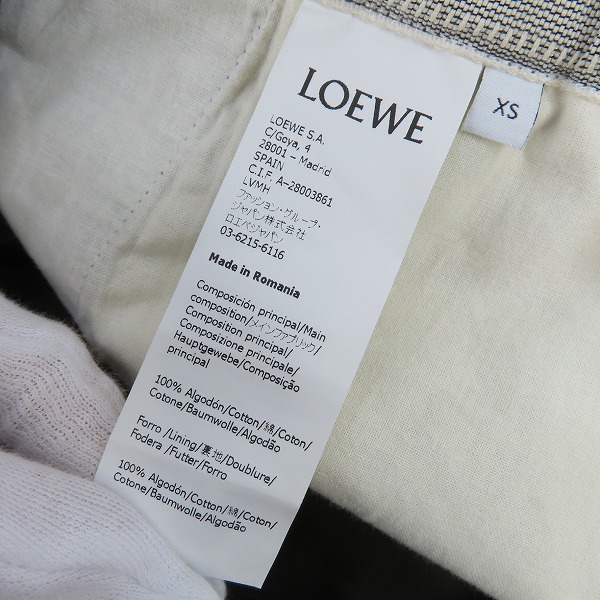 LOEWE
XS
LOEWE S.A.
C/Goya, 4
28001 – Madrid
SPAIN
C.I.F. A-28003861
LVMH
ファッション・グループ・
ジャパン株式会社
ロエベジャパン
03-6215-6116
Made in Romania
Composición principal/Main
composition/メインファブリック/
Composition principal/
Composizione principale/
Hauptgewebe/Composição
principal
100% Algodón/Cotton/綿/Coton/
Cotone/Baumwolle/Algodão
Forro /Lining/裏地/Doublure/
Fodera /Futter/Forro
100% Algodón/Cotton/綿/Coton/
Cotone/Baumwolle/Algodão